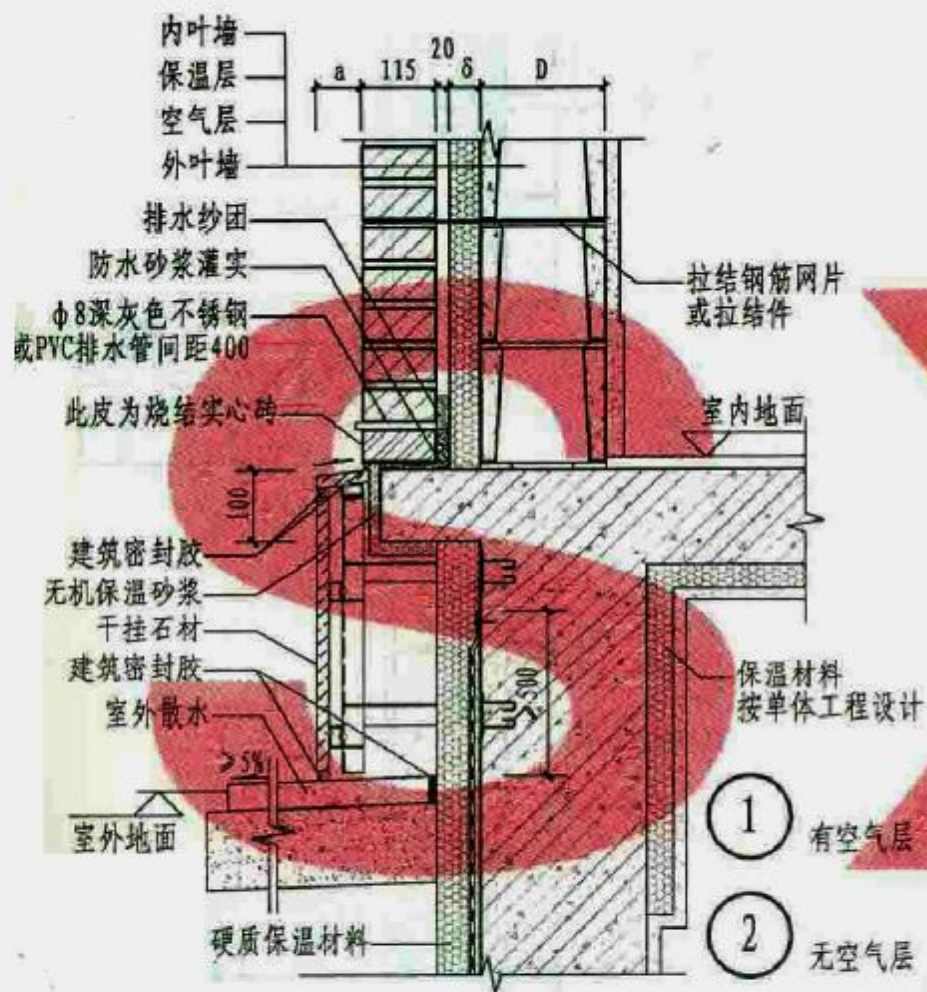 内叶墙
保温层
空气层
外叶墙
a 115 20 δ D
排水纱团
防水砂浆灌实
φ8深灰色不锈钢
或PVC排水管间距400
此皮为烧结实心砖
拉结钢筋网片
或拉结件
室内地面
100
建筑密封胶
无机保温砂浆
干挂石材
建筑密封胶
室外散水
≥5%
室外地面
≥500
保温材料
按单体工程设计
1 有空气层
2 无空气层
硬质保温材料